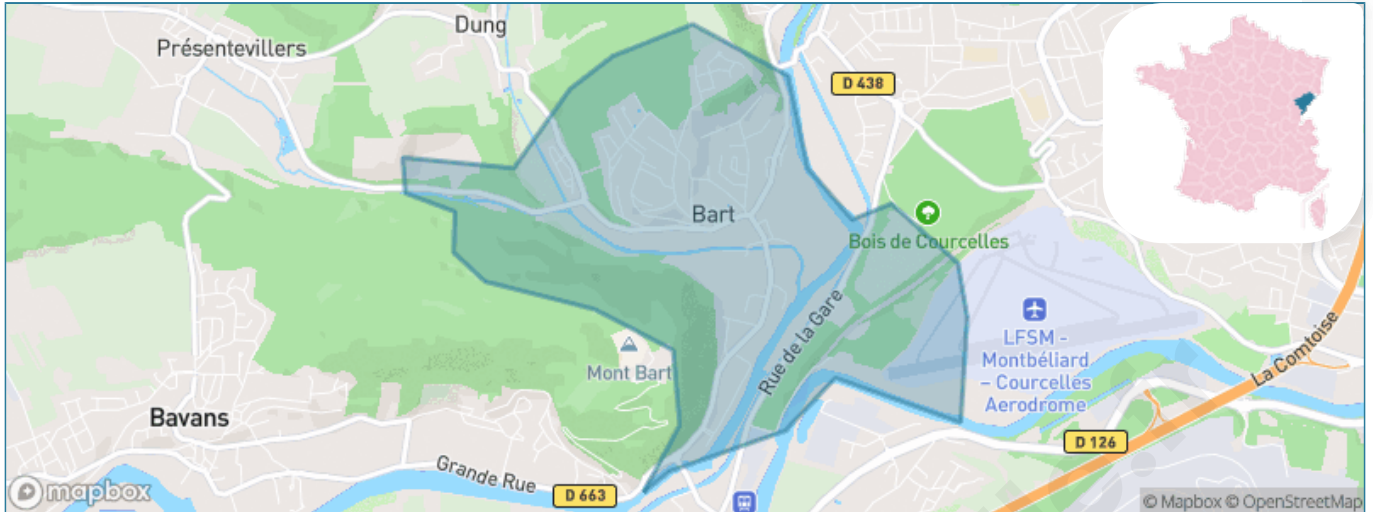 Dung
Présentevillers
D 438
Bart
Bois de Courcelles
Rue de la Gare
LFSM -
Montbéliard
- Courcelles
Aerodrome
La Comtoise
Mont Bart
Bavans
D 126
Grande Rue
D 663
mapbox
© Mapbox © OpenStreetMap